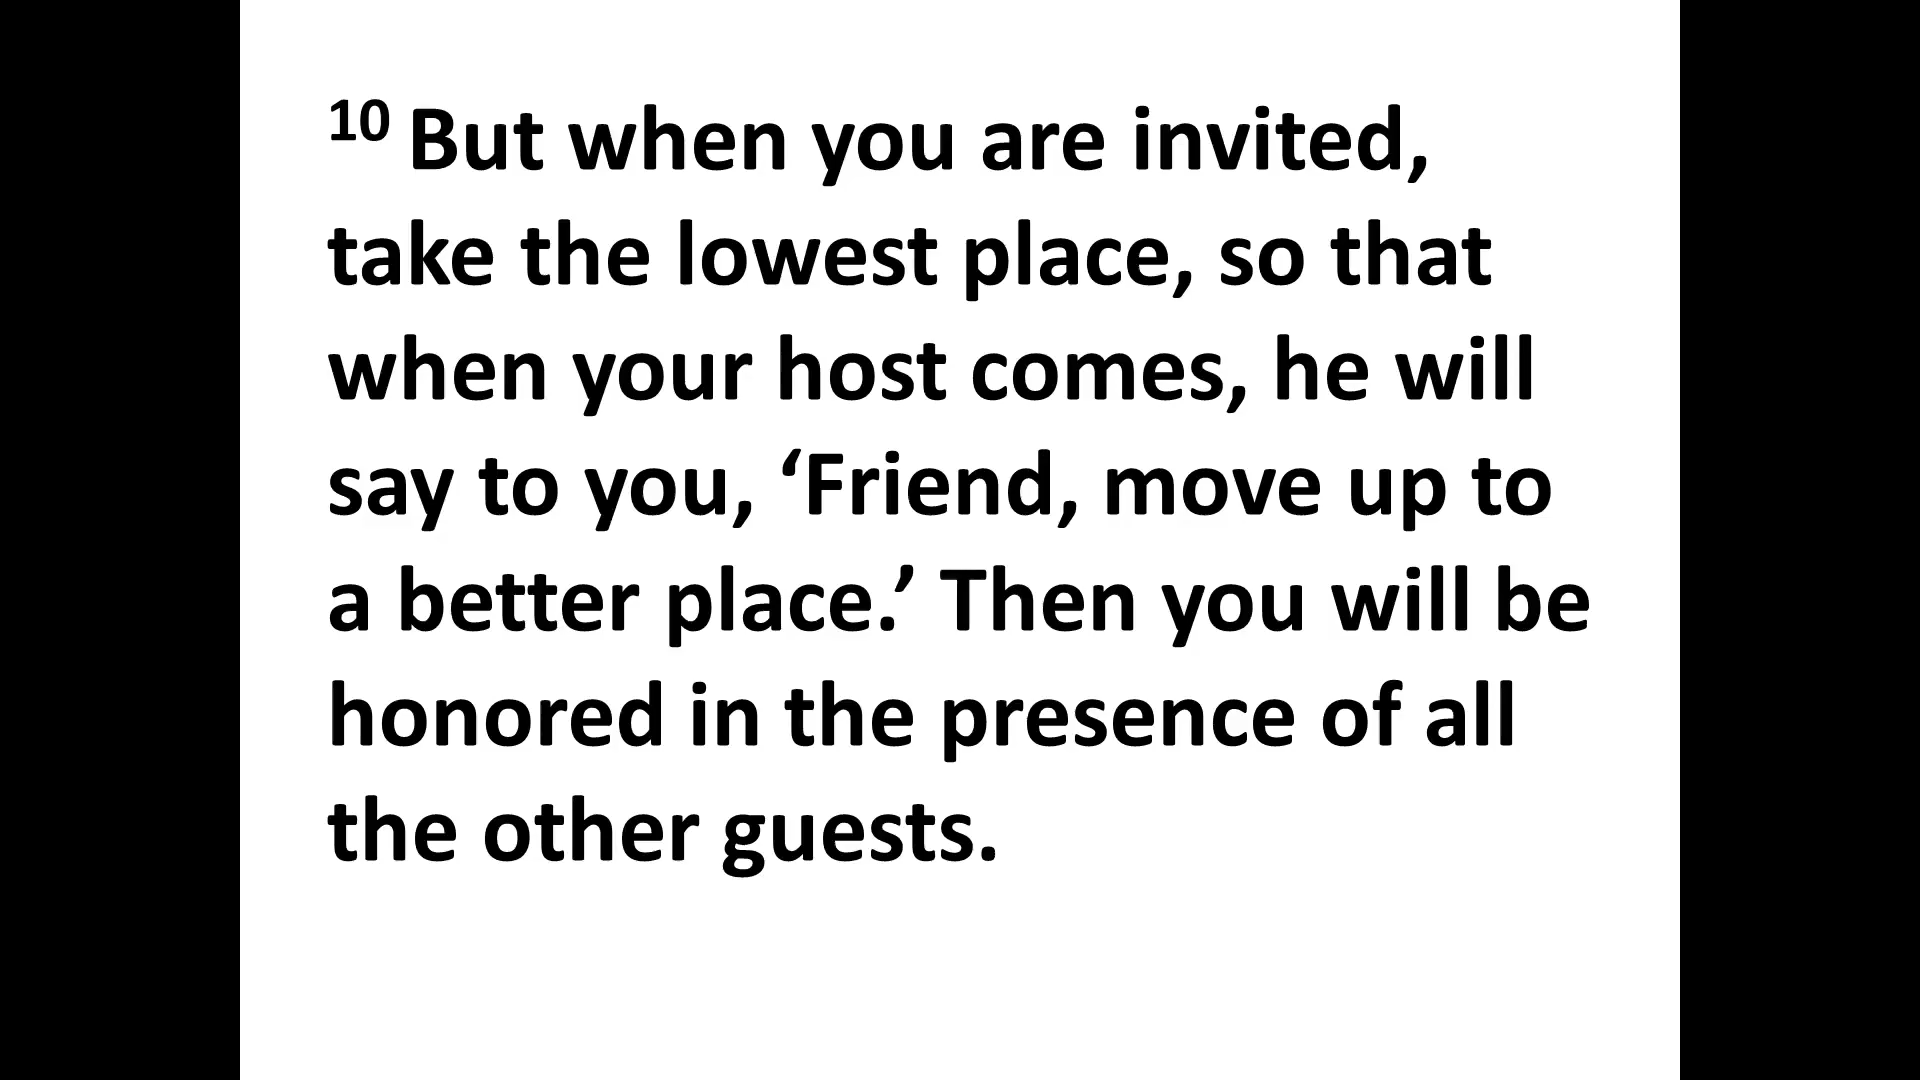 10 But when you are invited,
take the lowest place, so that
when your host comes, he will
say to you, ‘Friend, move up to
a better place.’ Then you will be
honored in the presence of all
the other guests.